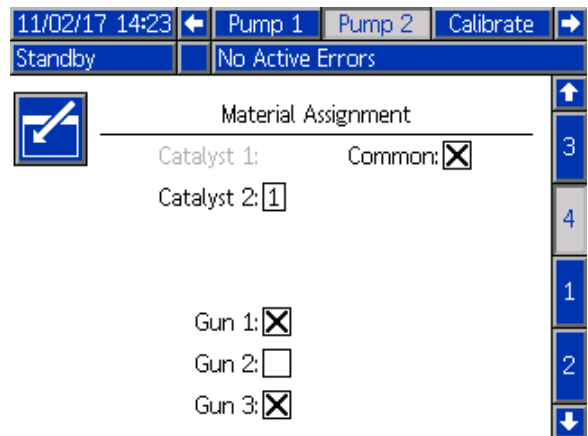 11/02/17 14:23 Pump 1 Pump 2 Calibrate
Standby No Active Errors
Material Assignment
3
Catalyst 1: Common:
Catalyst 2: 1
4
1
Gun 1:
Gun 2:
2
Gun 3: